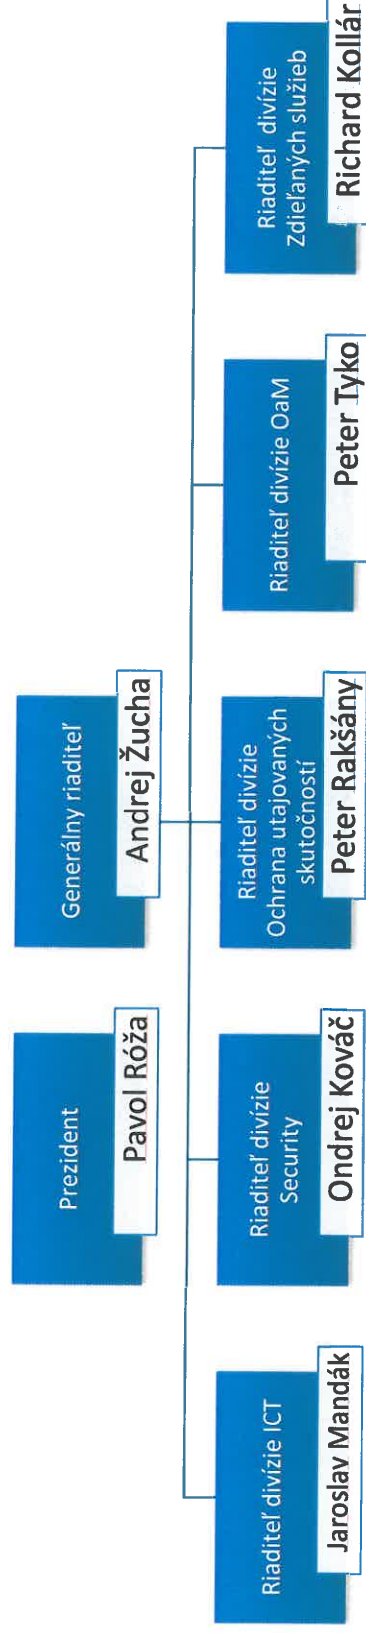 Prezident
Pavol Róža
Generálny riaditeľ
Andrej Žucha
Riaditeľ divízie ICT
Jaroslav Mandák
Riaditeľ divízie
Security
Ondrej Kováč
Riaditeľ divízie
Ochrana utajovaných
skutočností
Peter Rakšány
Riaditeľ divízie OaM
Peter Tyko
Riaditeľ divízie
Zdieľaných služieb
Richard Kollár